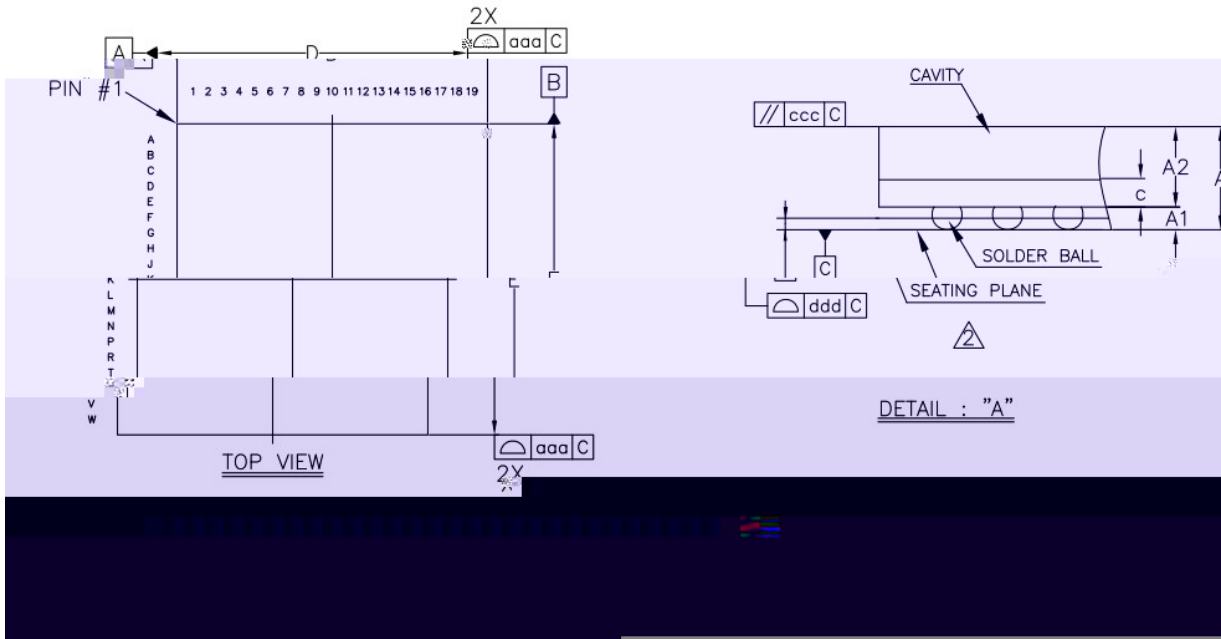 2X
aaa C
A
D
PIN #1
1 2 3 4 5 6 7 8 9 10 11 12 13 14 15 16 17 18 19
B
A
B
C
D
E
F
G
H
J
K
L
M
N
P
R
T
V
W
E
aaa C
2X
TOP VIEW
CAVITY
// ccc C
A2
A
c
A1
SOLDER BALL
C
SEATING PLANE
ddd C
2
DETAIL : "A"